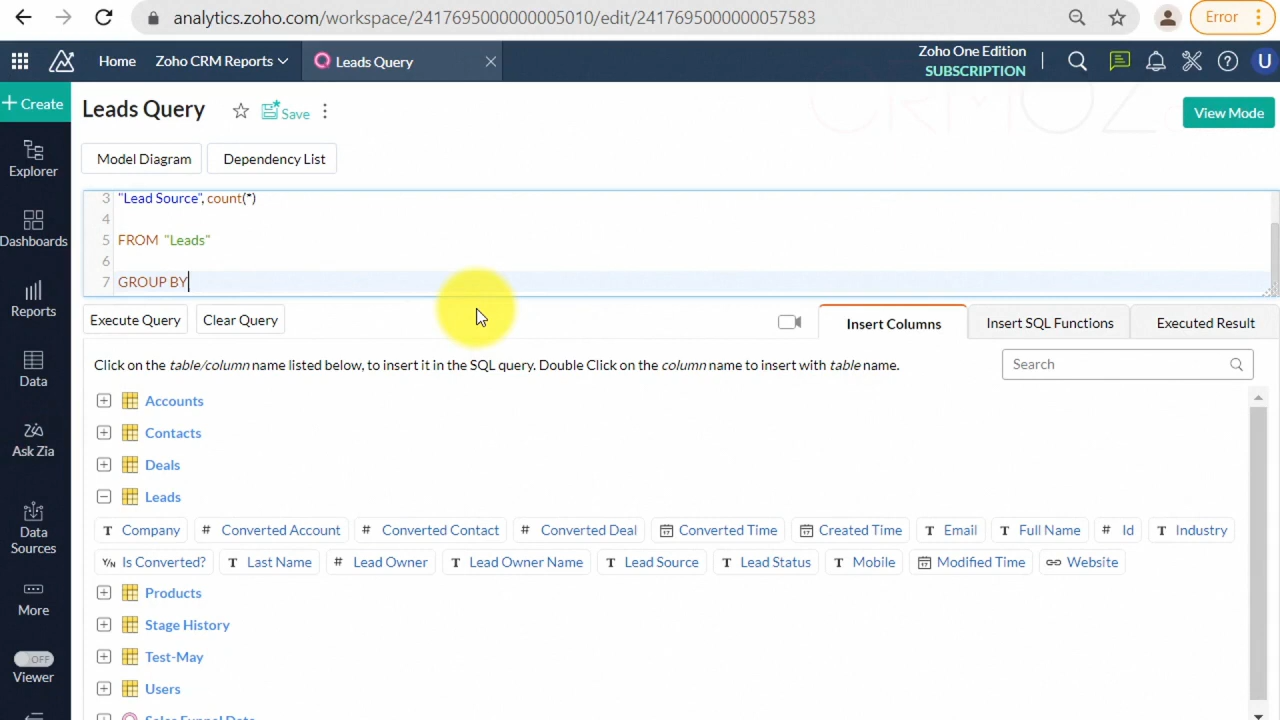 analytics.zoho.com/workspace/2417695000000005010/edit/2417695000000057583
Error
Home
Zoho CRM Reports
Leads Query
Zoho One Edition
SUBSCRIPTION
U
Create
Leads Query
Save
CRMOZ
View Mode
Model Diagram
Dependency List
Explorer
Dashboards
Reports
Data
Ask Zia
Data
Sources
More
OFF
Viewer
3 "Lead Source", count(*)
4
5 FROM "Leads"
6
7 GROUP BY
Execute Query
Clear Query
Insert Columns
Insert SQL Functions
Executed Result
Click on the table/column name listed below, to insert it in the SQL query. Double Click on the column name to insert with table name.
Search
Accounts
Contacts
Deals
Leads
T Company # Converted Account # Converted Contact # Converted Deal Converted Time Created Time T Email T Full Name # Id T Industry
Y/N Is Converted? T Last Name # Lead Owner T Lead Owner Name T Lead Source T Lead Status T Mobile Modified Time Website
Products
Stage History
Test-May
Users
Sales Funnel Data